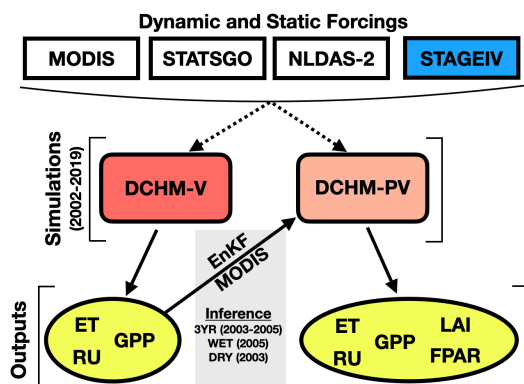 Dynamic and Static Forcings
MODIS STATSGO NLDAS-2 STAGEIV
Simulations
(2002-2019)
DCHM-V DCHM-PV
EnKF
MODIS
Inference
3YR (2003-2005)
WET (2005)
DRY (2003)
Outputs
ET GPP RU
ET GPP LAI
RU FPAR